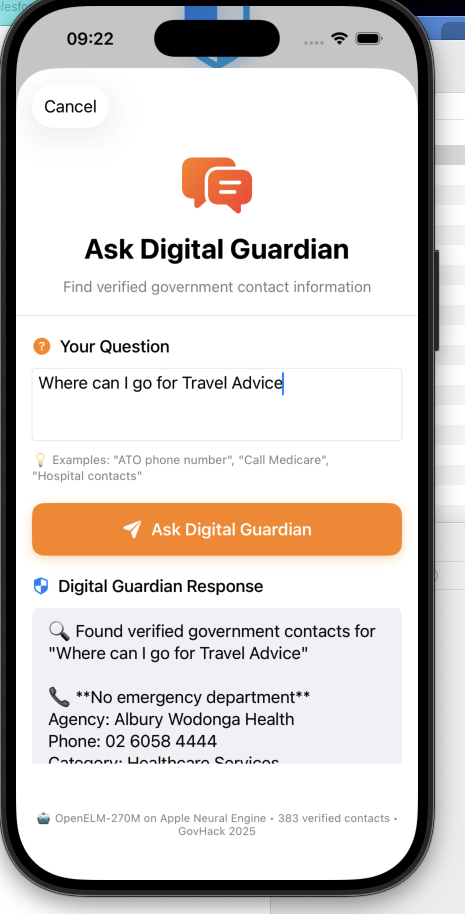 09:22
Cancel
Ask Digital Guardian
Find verified government contact information
? Your Question
Where can I go for Travel Advice
💡 Examples: "ATO phone number", "Call Medicare",
"Hospital contacts"
Ask Digital Guardian
Digital Guardian Response
🔍 Found verified government contacts for
"Where can I go for Travel Advice"
📞 **No emergency department**
Agency: Albury Wodonga Health
Phone: 02 6058 4444
Category: Healthcare Services
🤖 OpenELM-270M on Apple Neural Engine • 383 verified contacts •
GovHack 2025